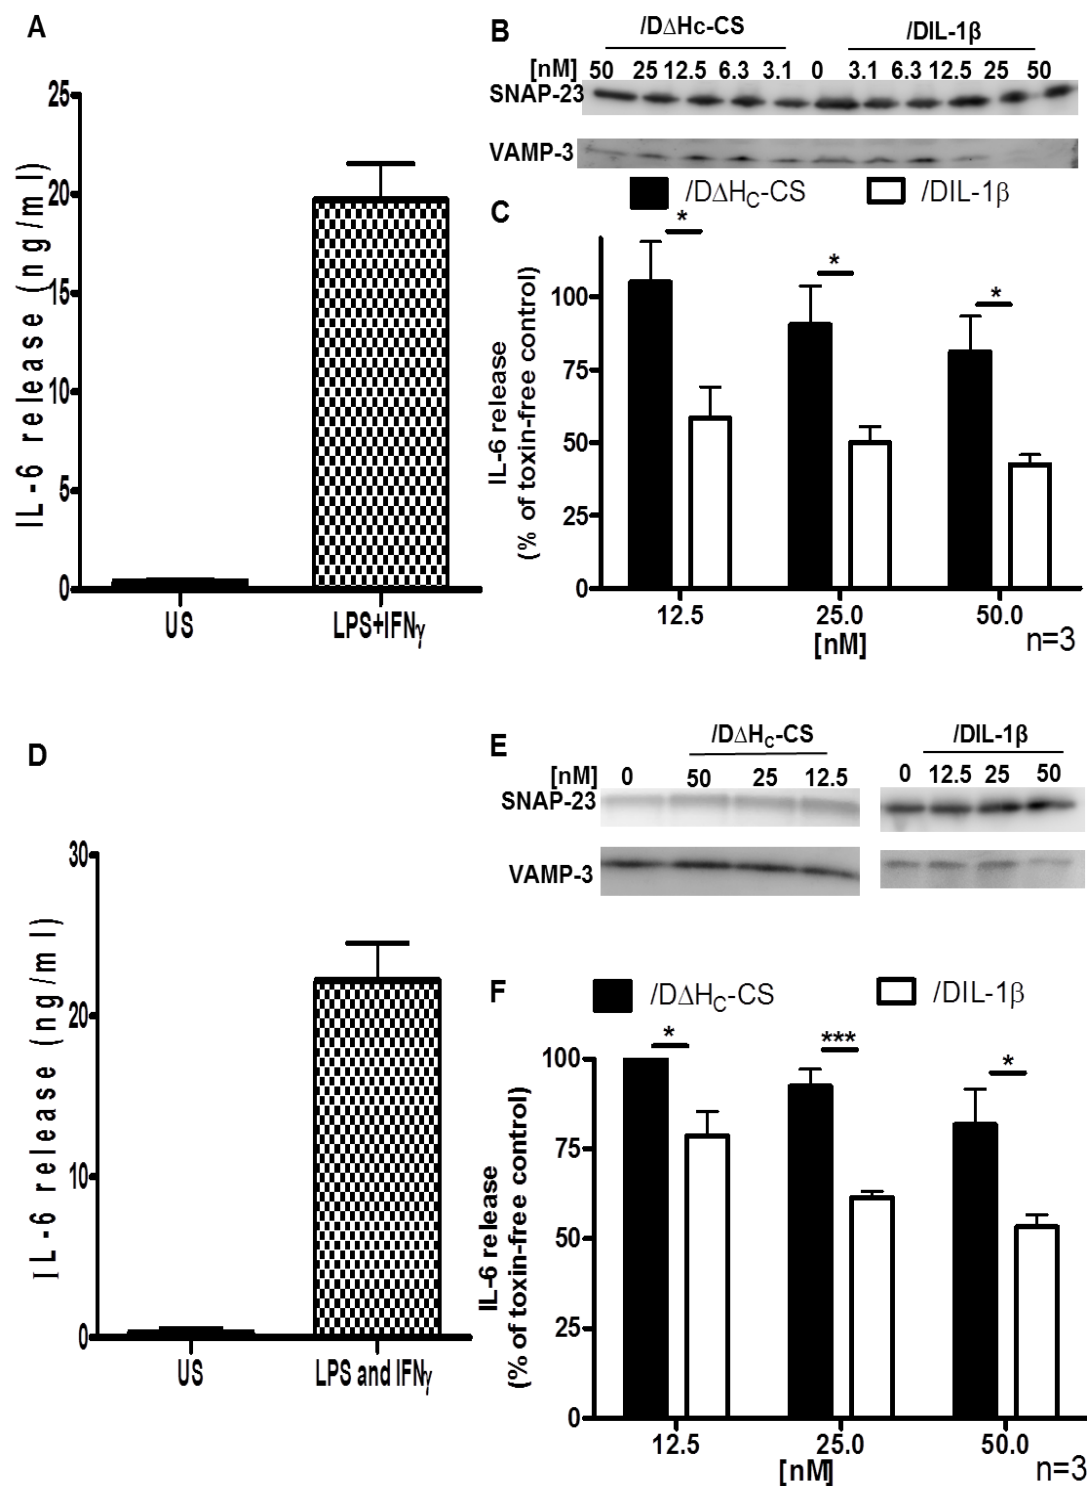 A
IL-6 release (ng/ml)
25
20
15
10
5
0
US
LPS+IFNγ
B
/DΔHc-CS
/DIL-1β
[nM]
50 25 12.5 6.3 3.1 0 3.1 6.3 12.5 25 50
SNAP-23
VAMP-3
C
/DΔHC-CS
/DIL-1β
*
*
*
IL-6 release
(% of toxin-free control)
100
75
50
25
0
12.5
25.0
50.0
[nM]
n=3
D
IL-6 release (ng/ml)
30
20
10
0
US
LPS and IFNγ
E
/DΔHC-CS
/DIL-1β
[nM]
0 50 25 12.5
0 12.5 25 50
SNAP-23
VAMP-3
F
/DΔHC-CS
/DIL-1β
*
***
*
IL-6 release
(% of toxin-free control)
100
75
50
25
0
12.5
25.0
50.0
[nM]
n=3